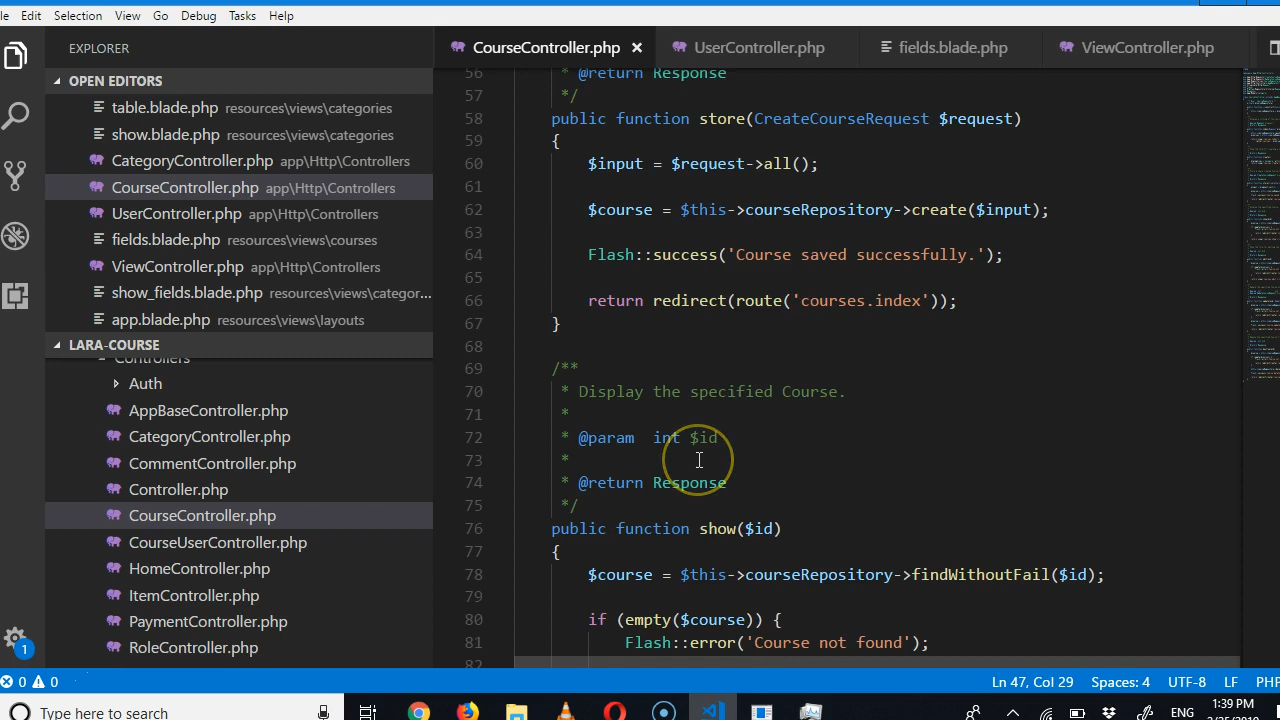 le Edit Selection View Go Debug Tasks Help
EXPLORER
OPEN EDITORS
table.blade.php resources\views\categories
show.blade.php resources\views\categories
CategoryController.php app\Http\Controllers
CourseController.php app\Http\Controllers
UserController.php app\Http\Controllers
fields.blade.php resources\views\courses
ViewController.php app\Http\Controllers
show_fields.blade.php resources\views\categor...
app.blade.php resources\views\layouts
LARA-COURSE
Controllers
Auth
AppBaseController.php
CategoryController.php
CommentController.php
Controller.php
CourseController.php
CourseUserController.php
HomeController.php
ItemController.php
PaymentController.php
RoleController.php
CourseController.php UserController.php fields.blade.php ViewController.php
56 * @return Response
57 */
58 public function store(CreateCourseRequest $request)
59 {
60 $input = $request->all();
61
62 $course = $this->courseRepository->create($input);
63
64 Flash::success('Course saved successfully.');
65
66 return redirect(route('courses.index'));
67 }
68
69 /**
70 * Display the specified Course.
71 *
72 * @param  int $id
73 *
74 * @return Response
75 */
76 public function show($id)
77 {
78 $course = $this->courseRepository->findWithoutFail($id);
79
80 if (empty($course)) {
81 Flash::error('Course not found');
82
1
0 0 Ln 47, Col 29 Spaces: 4 UTF-8 LF PHP
Type here to search
ENG 1:39 PM